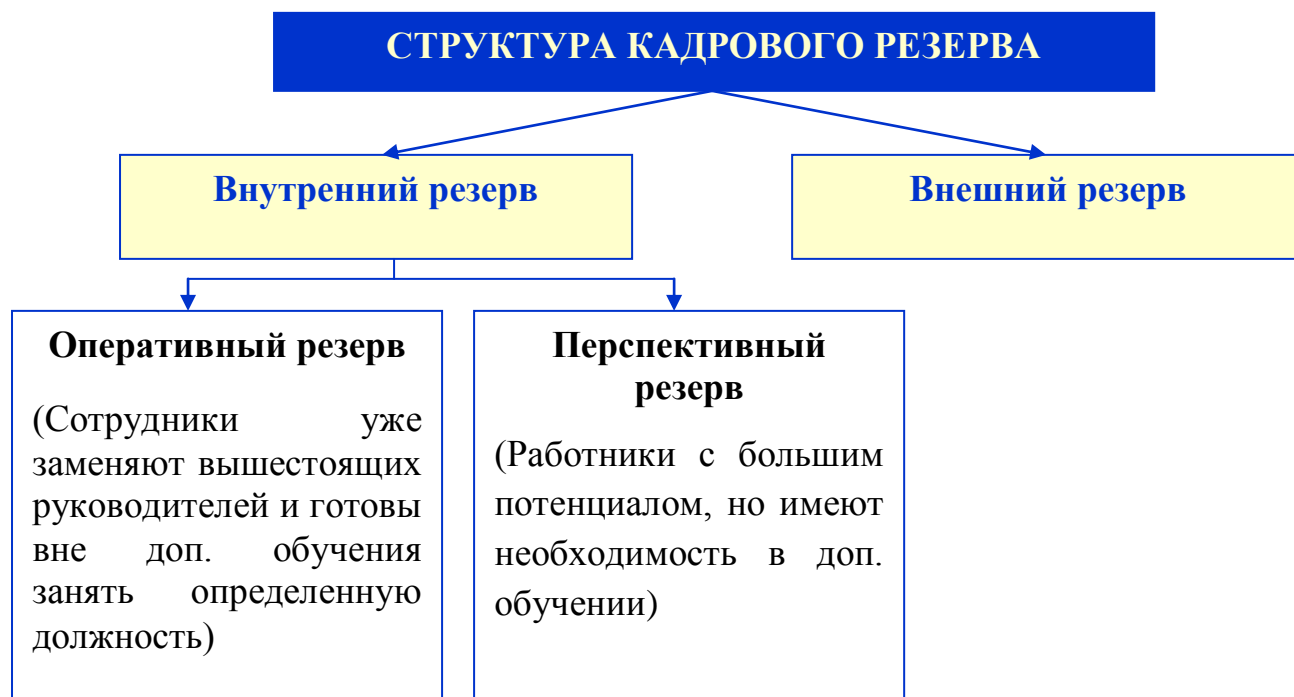 СТРУКТУРА КАДРОВОГО РЕЗЕРВА
Внутренний резерв
Внешний резерв
Оперативный резерв
(Сотрудники уже
заменяют вышестоящих
руководителей и готовы
вне доп. обучения
занять определенную
должность)
Перспективный
резерв
(Работники с большим
потенциалом, но имеют
необходимость в доп.
обучении)